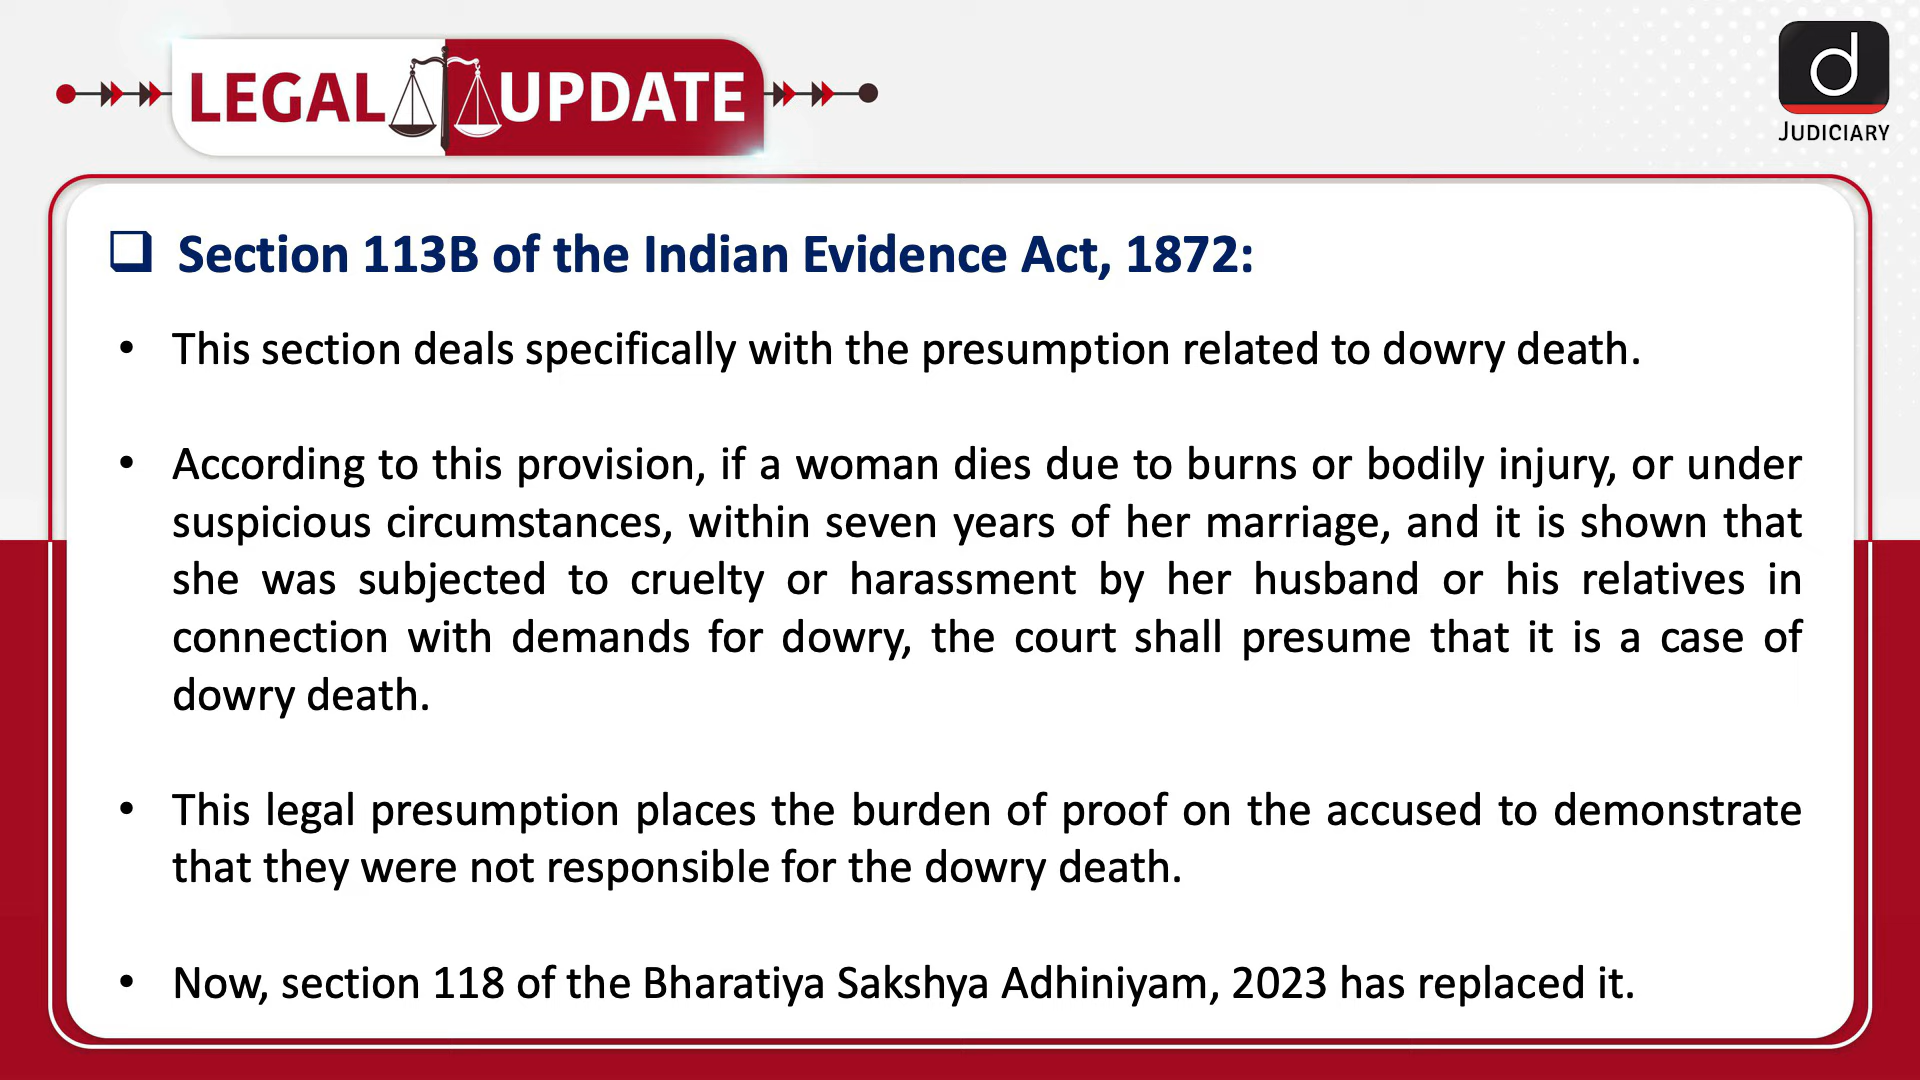 LEGAL UPDATE
d
JUDICIARY
❑ Section 113B of the Indian Evidence Act, 1872:
• This section deals specifically with the presumption related to dowry death.
• According to this provision, if a woman dies due to burns or bodily injury, or under
suspicious circumstances, within seven years of her marriage, and it is shown that
she was subjected to cruelty or harassment by her husband or his relatives in
connection with demands for dowry, the court shall presume that it is a case of
dowry death.
• This legal presumption places the burden of proof on the accused to demonstrate
that they were not responsible for the dowry death.
• Now, section 118 of the Bharatiya Sakshya Adhiniyam, 2023 has replaced it.